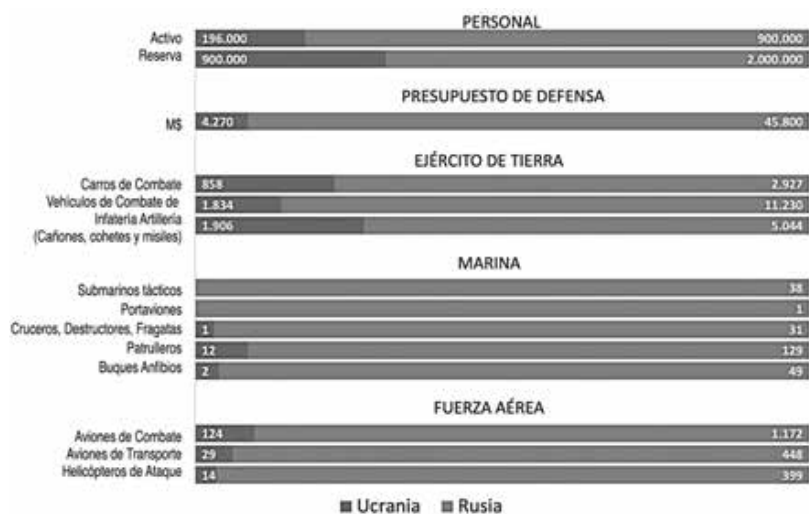 PERSONAL
Activo 196.000 900.000
Reserva 900.000 2.000.000
PRESUPUESTO DE DEFENSA
M$ 4.270 45.800
EJÉRCITO DE TIERRA
Carros de Combate 858 2.927
Vehículos de Combate de
Infatería Artillería 1.834 11.230
(Cañones, cohetes y misiles) 1.906 5.044
MARINA
Submarinos tácticos 38
Portaviones 1
Cruceros, Destructores, Fragatas 1 31
Patrulleros 12 129
Buques Anfibios 2 49
FUERZA AÉREA
Aviones de Combate 124 1.172
Aviones de Transporte 29 448
Helicópteros de Ataque 14 399
Ucrania Rusia